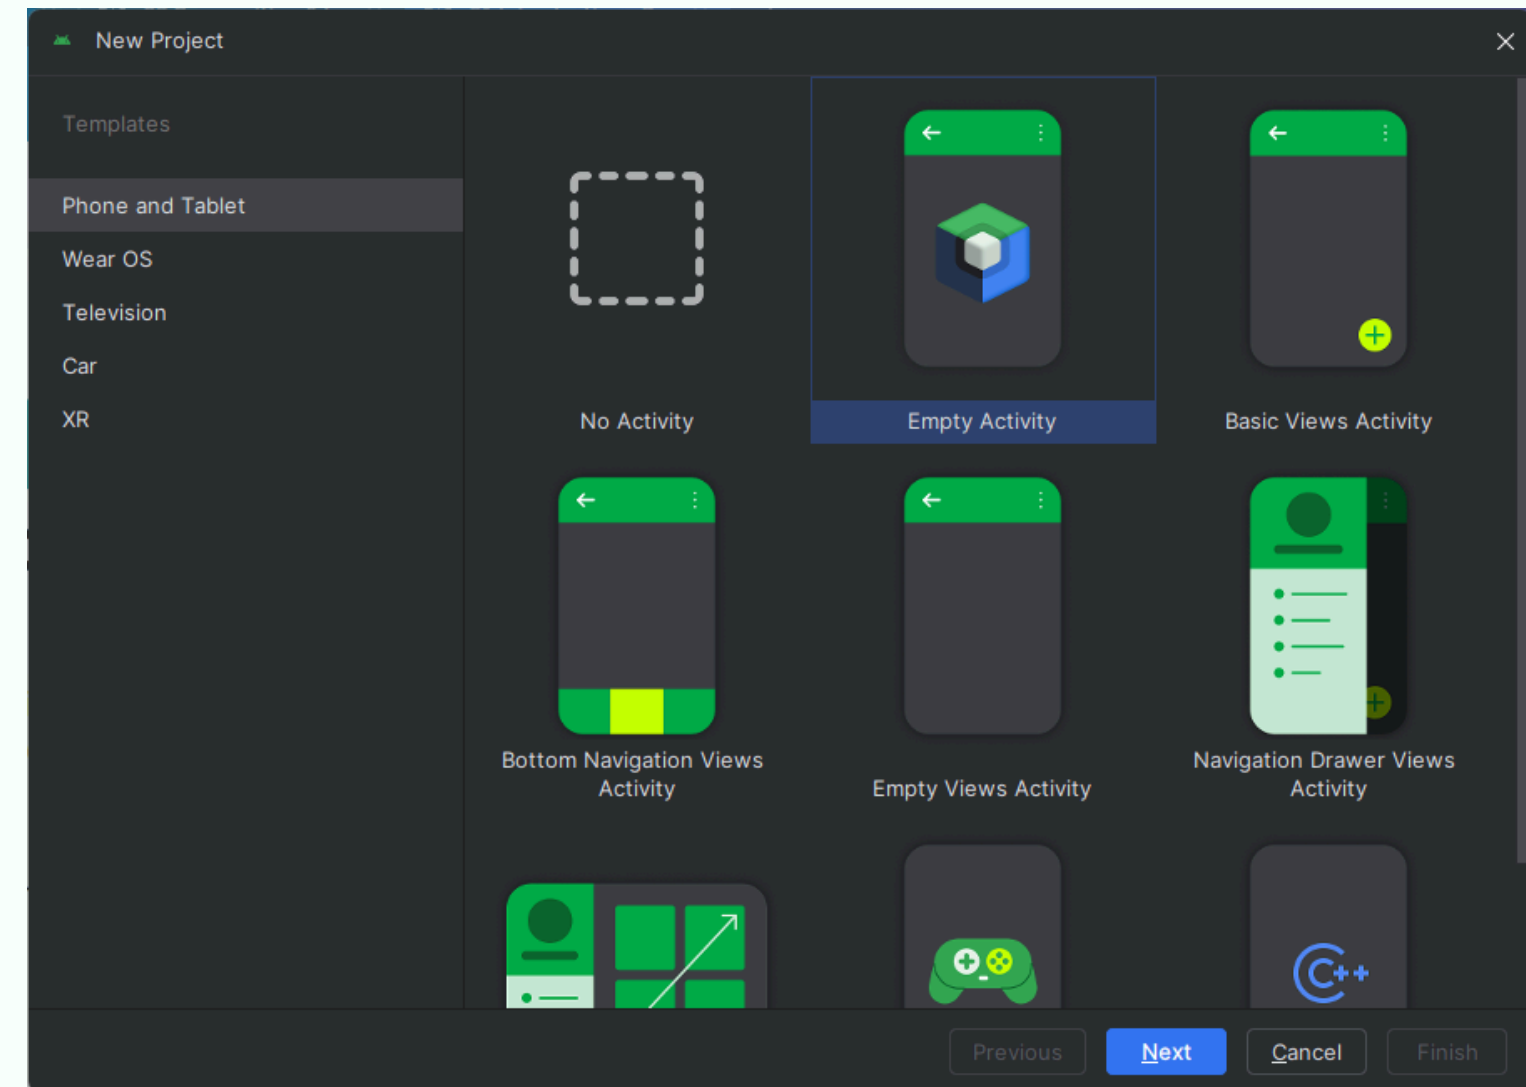 New Project
Templates
Phone and Tablet
Wear OS
Television
Car
XR
No Activity
Empty Activity
Basic Views Activity
Bottom Navigation Views
Activity
Empty Views Activity
Navigation Drawer Views
Activity
C++
Previous
Next
Cancel
Finish